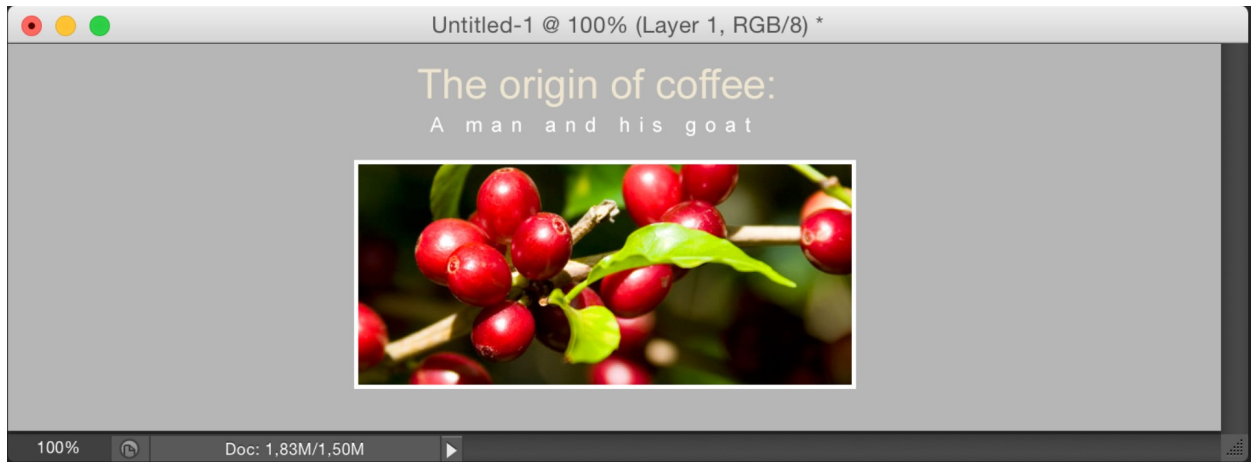 Untitled-1 @ 100% (Layer 1, RGB/8) *
The origin of coffee:
A man and his goat
100% Doc: 1,83M/1,50M